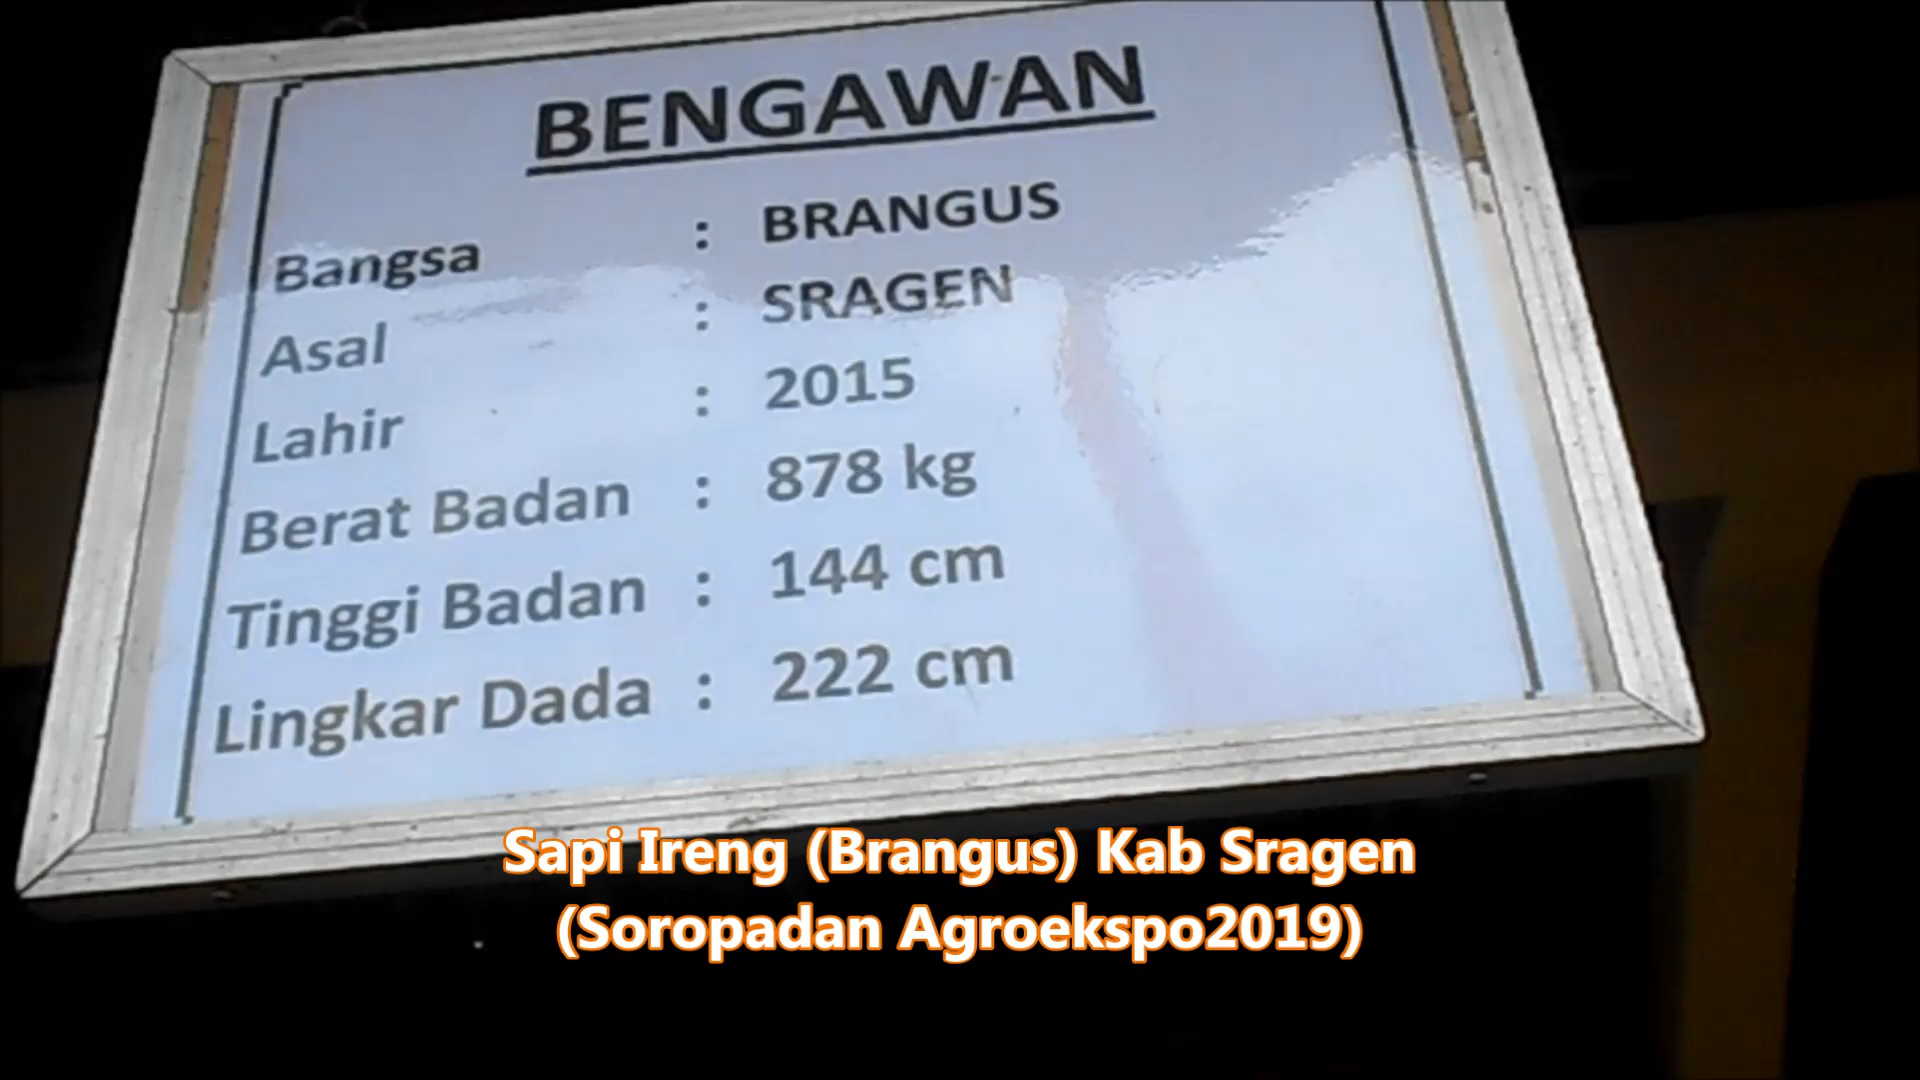 BENGAWAN
Bangsa : BRANGUS
Asal : SRAGEN
Lahir : 2015
Berat Badan : 878 kg
Tinggi Badan : 144 cm
Lingkar Dada : 222 cm
Sapi Ireng (Brangus) Kab Sragen
(Soropadan Agroekspo2019)